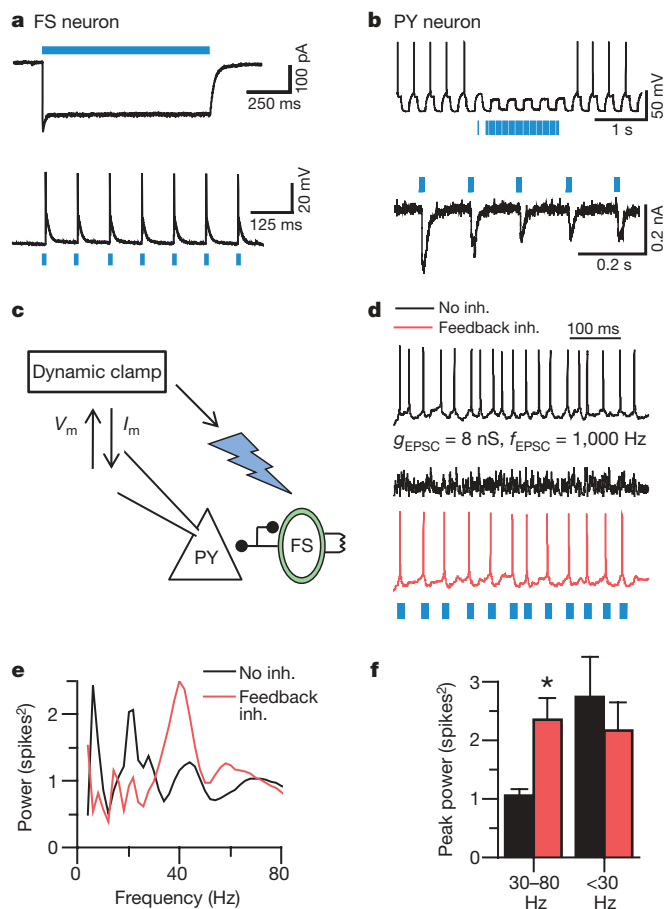 a FS neuron
100 pA
250 ms
20 mV
125 ms
b PY neuron
50 mV
1 s
0.2 nA
0.2 s
c
Dynamic clamp
Vm
Im
PY
FS
d
No inh.
Feedback inh.
100 ms
gEPSC = 8 nS, fEPSC = 1,000 Hz
e
No inh.
Feedback
inh.
Power (spikes²)
2
1
0
40
80
Frequency (Hz)
f
*
Peak power (spikes²)
3
2
1
0
30–80
Hz
<30
Hz